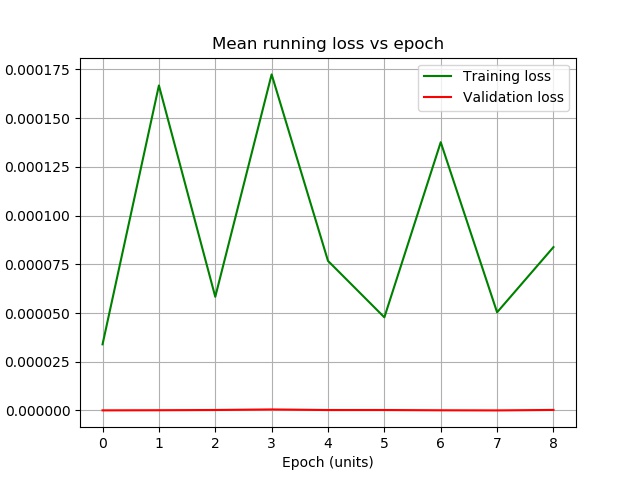 Mean running loss vs epoch
0.000175
0.000150
0.000125
0.000100
0.000075
0.000050
0.000025
0.000000
Training loss
Validation loss
0 1 2 3 4 5 6 7 8
Epoch (units)